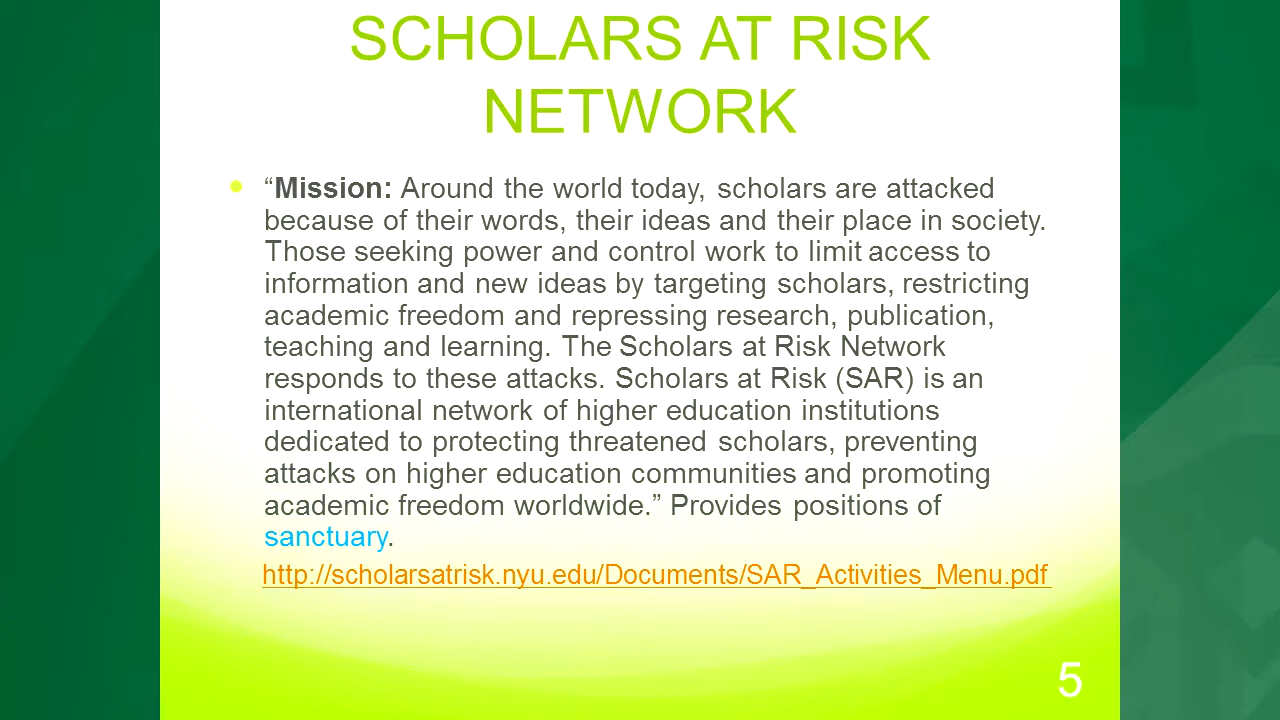 SCHOLARS AT RISK
NETWORK
“Mission: Around the world today, scholars are attacked
because of their words, their ideas and their place in society.
Those seeking power and control work to limit access to
information and new ideas by targeting scholars, restricting
academic freedom and repressing research, publication,
teaching and learning. The Scholars at Risk Network
responds to these attacks. Scholars at Risk (SAR) is an
international network of higher education institutions
dedicated to protecting threatened scholars, preventing
attacks on higher education communities and promoting
academic freedom worldwide.” Provides positions of
sanctuary.
http://scholarsatrisk.nyu.edu/Documents/SAR_Activities_Menu.pdf
5